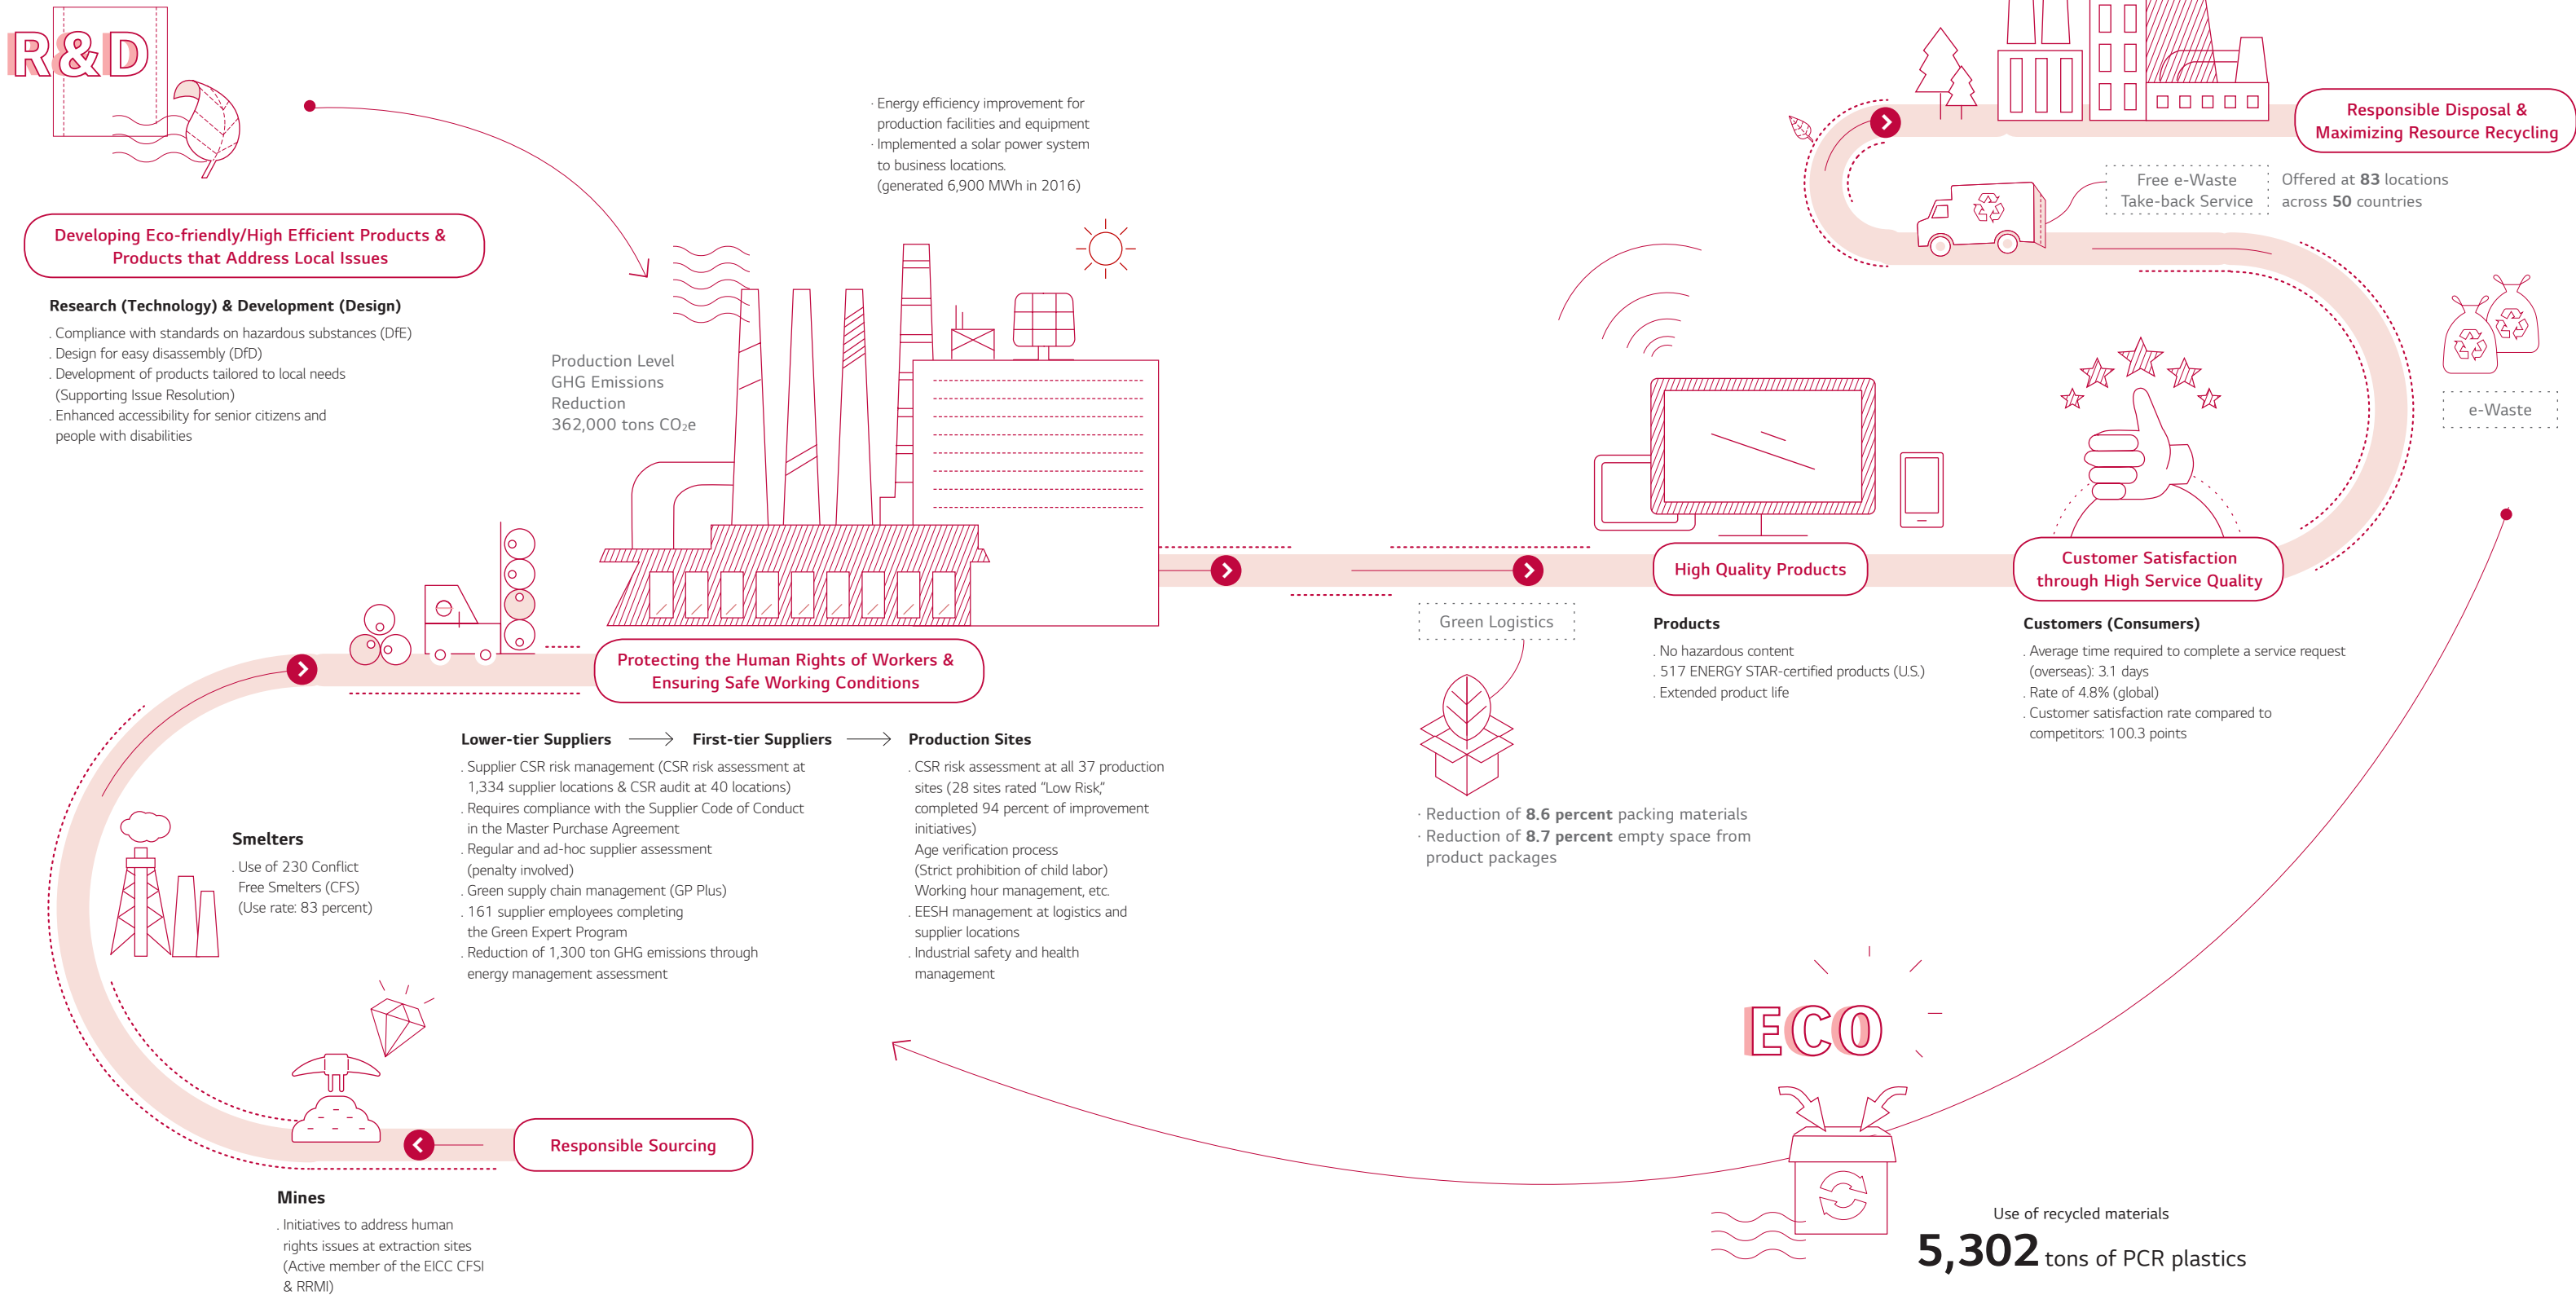 R&D
Developing Eco-friendly/High Efficient Products &
Products that Address Local Issues
Research (Technology) & Development (Design)
. Compliance with standards on hazardous substances (DfE)
. Design for easy disassembly (DfD)
. Development of products tailored to local needs
(Supporting Issue Resolution)
. Enhanced accessibility for senior citizens and
people with disabilities
· Energy efficiency improvement for
production facilities and equipment
· Implemented a solar power system
to business locations.
(generated 6,900 MWh in 2016)
Production Level
GHG Emissions
Reduction
362,000 tons CO₂e
Responsible Sourcing
Mines
. Initiatives to address human
rights issues at extraction sites
(Active member of the EICC CFSI
& RRMI)
Smelters
. Use of 230 Conflict
Free Smelters (CFS)
(Use rate: 83 percent)
Protecting the Human Rights of Workers &
Ensuring Safe Working Conditions
Lower-tier Suppliers
First-tier Suppliers
. Supplier CSR risk management (CSR risk assessment at
1,334 supplier locations & CSR audit at 40 locations)
. Requires compliance with the Supplier Code of Conduct
in the Master Purchase Agreement
. Regular and ad-hoc supplier assessment
(penalty involved)
. Green supply chain management (GP Plus)
. 161 supplier employees completing
the Green Expert Program
. Reduction of 1,300 ton GHG emissions through
energy management assessment
Production Sites
. CSR risk assessment at all 37 production
sites (28 sites rated “Low Risk,”
completed 94 percent of improvement
initiatives)
Age verification process
(Strict prohibition of child labor)
Working hour management, etc.
. EESH management at logistics and
supplier locations
. Industrial safety and health
management
Green Logistics
· Reduction of 8.6 percent packing materials
· Reduction of 8.7 percent empty space from
product packages
High Quality Products
Products
. No hazardous content
. 517 ENERGY STAR-certified products (U.S.)
. Extended product life
Customer Satisfaction
through High Service Quality
Customers (Consumers)
. Average time required to complete a service request
(overseas): 3.1 days
. Rate of 4.8% (global)
. Customer satisfaction rate compared to
competitors: 100.3 points
Responsible Disposal &
Maximizing Resource Recycling
Free e-Waste
Take-back Service
Offered at 83 locations
across 50 countries
e-Waste
ECO
Use of recycled materials
5,302 tons of PCR plastics